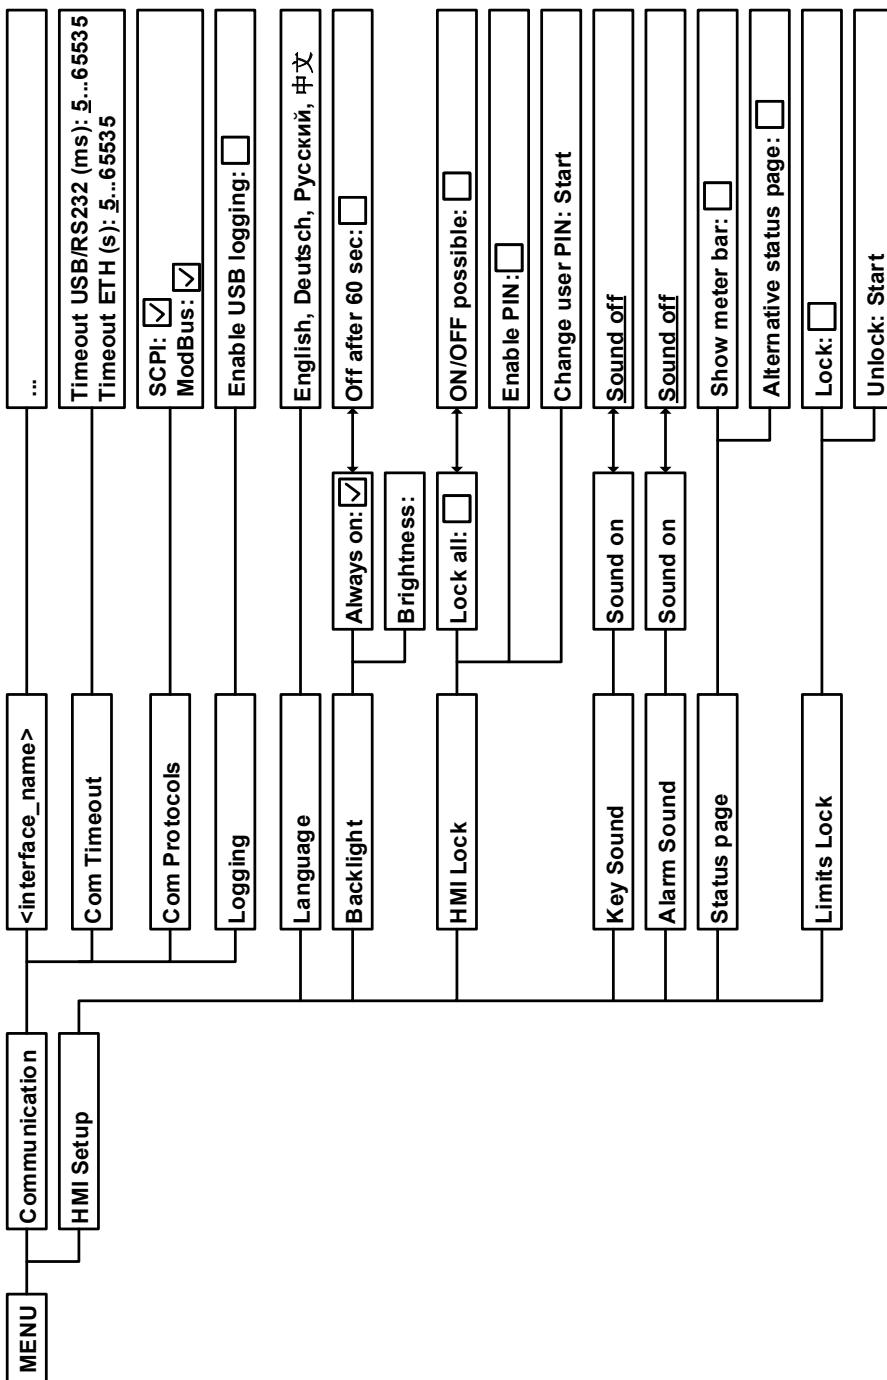 MENU
Communication
<interface_name>
...
Com Timeout
Timeout USB/RS232 (ms): 5...65535
Timeout ETH (s): 5...65535
Com Protocols
SCPI:
ModBus:
Logging
Enable USB logging:
HMI Setup
Language
English, Deutsch, Русский, 中文
Backlight
Always on:
Off after 60 sec:
Brightness:
HMI Lock
Lock all:
ON/OFF possible:
Enable PIN:
Change user PIN: Start
Key Sound
Sound on
Sound off
Alarm Sound
Sound on
Sound off
Status page
Show meter bar:
Alternative status page:
Limits Lock
Lock:
Unlock: Start